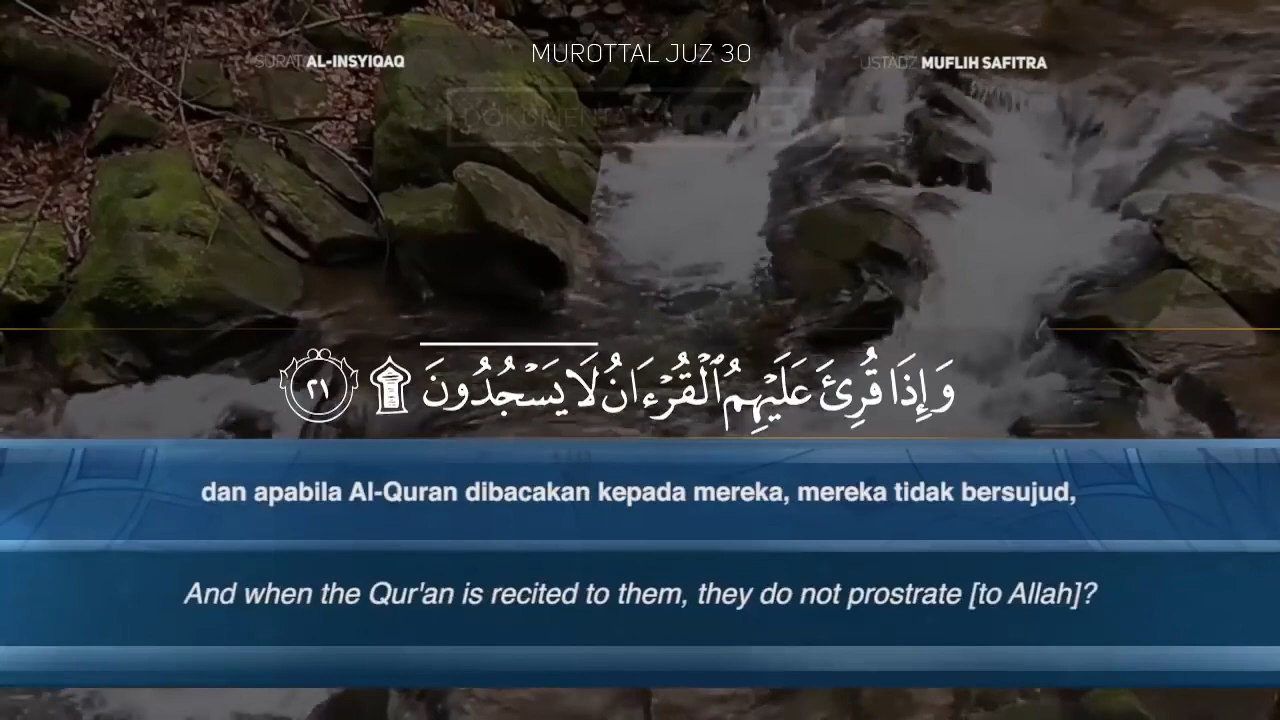 MUROTTAL JUZ 30
SURAT AL-INSYIQAQ
USTADZ MUFLIH SAFITRA
وَإِذَا قُرِئَ عَلَيْهِمُ ٱلْقُرْءَانُ لَا يَسْجُدُونَ ۩ ٢١
dan apabila Al-Quran dibacakan kepada mereka, mereka tidak bersujud,
And when the Qur'an is recited to them, they do not prostrate [to Allah]?